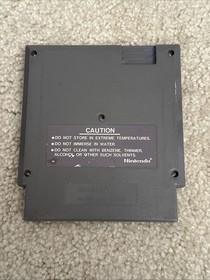 CAUTION
•DO NOT STORE IN EXTREME TEMPERATURES.
•DO NOT IMMERSE IN WATER.
•DO NOT CLEAN WITH BENZENE, THINNER,
ALCOHOL OR OTHER SUCH SOLVENTS.
Nintendo